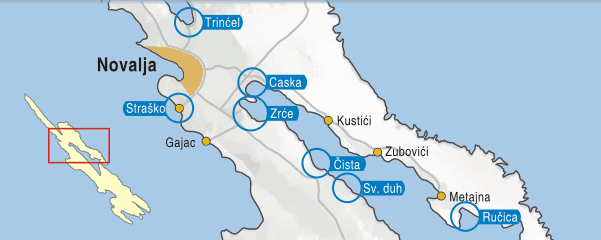 Trinćel
Novalja
Caska
Straško
Zrće
Kustići
Gajac
Zubovići
Čista
Sv. duh
Metajna
Ručica